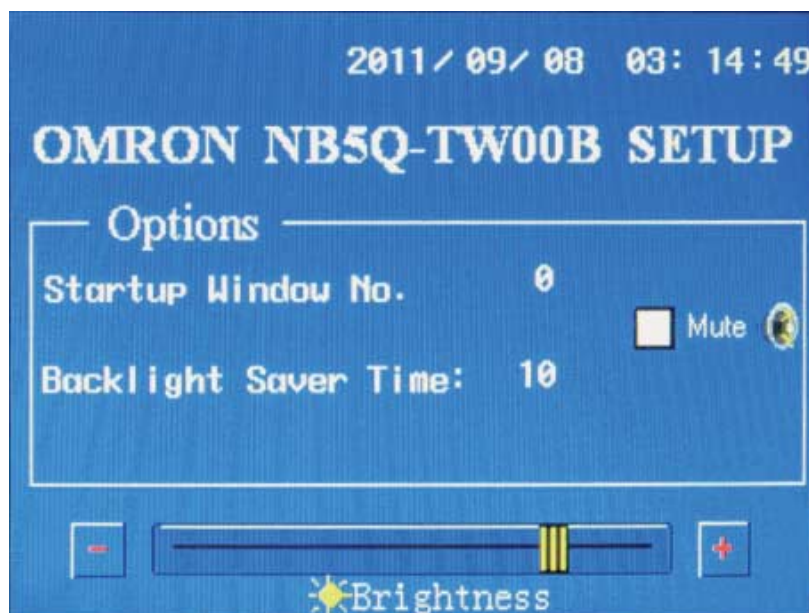 2011/09/08 03:14:49
OMRON NB5Q-TW00B SETUP
Options
Startup Window No. 0
Mute
Backlight Saver Time: 10
- +
Brightness